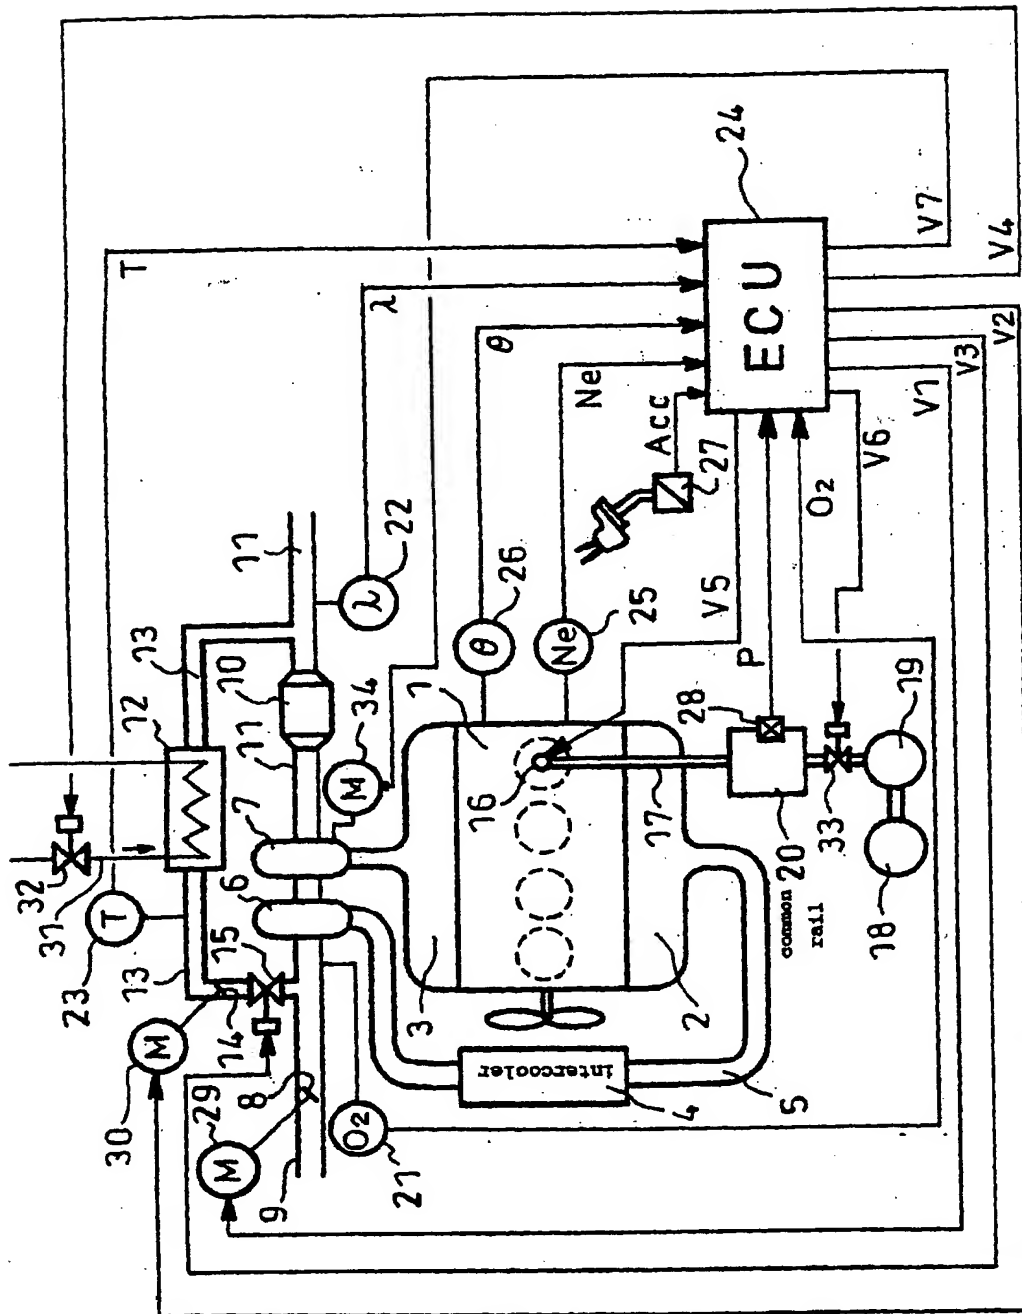 32
31
23
T
T
30
M
13
12
13
29
M
14
15
6
7
11
10
11
9
8
O2
M
34
λ
22
λ
21
3
1
θ
26
θ
16
intercooler
Ne
25
Ne
4
17
Acc
2
28
V5
27
24
5
P
ECU
common
rail
20
33
O2
18
19
V6
V1
V7
V3
V2
V4